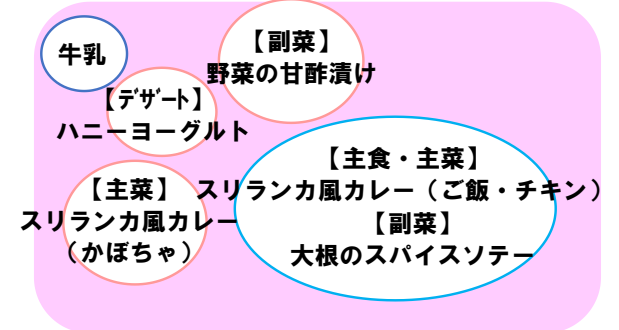 牛乳
【副菜】
野菜の甘酢漬け
【ﾃﾞｻﾞｰﾄ】
ハニーヨーグルト
【主菜】
スリランカ風カレー
（かぼちゃ）
【主食・主菜】
スリランカ風カレー（ご飯・チキン）
【副菜】
大根のスパイスソテー